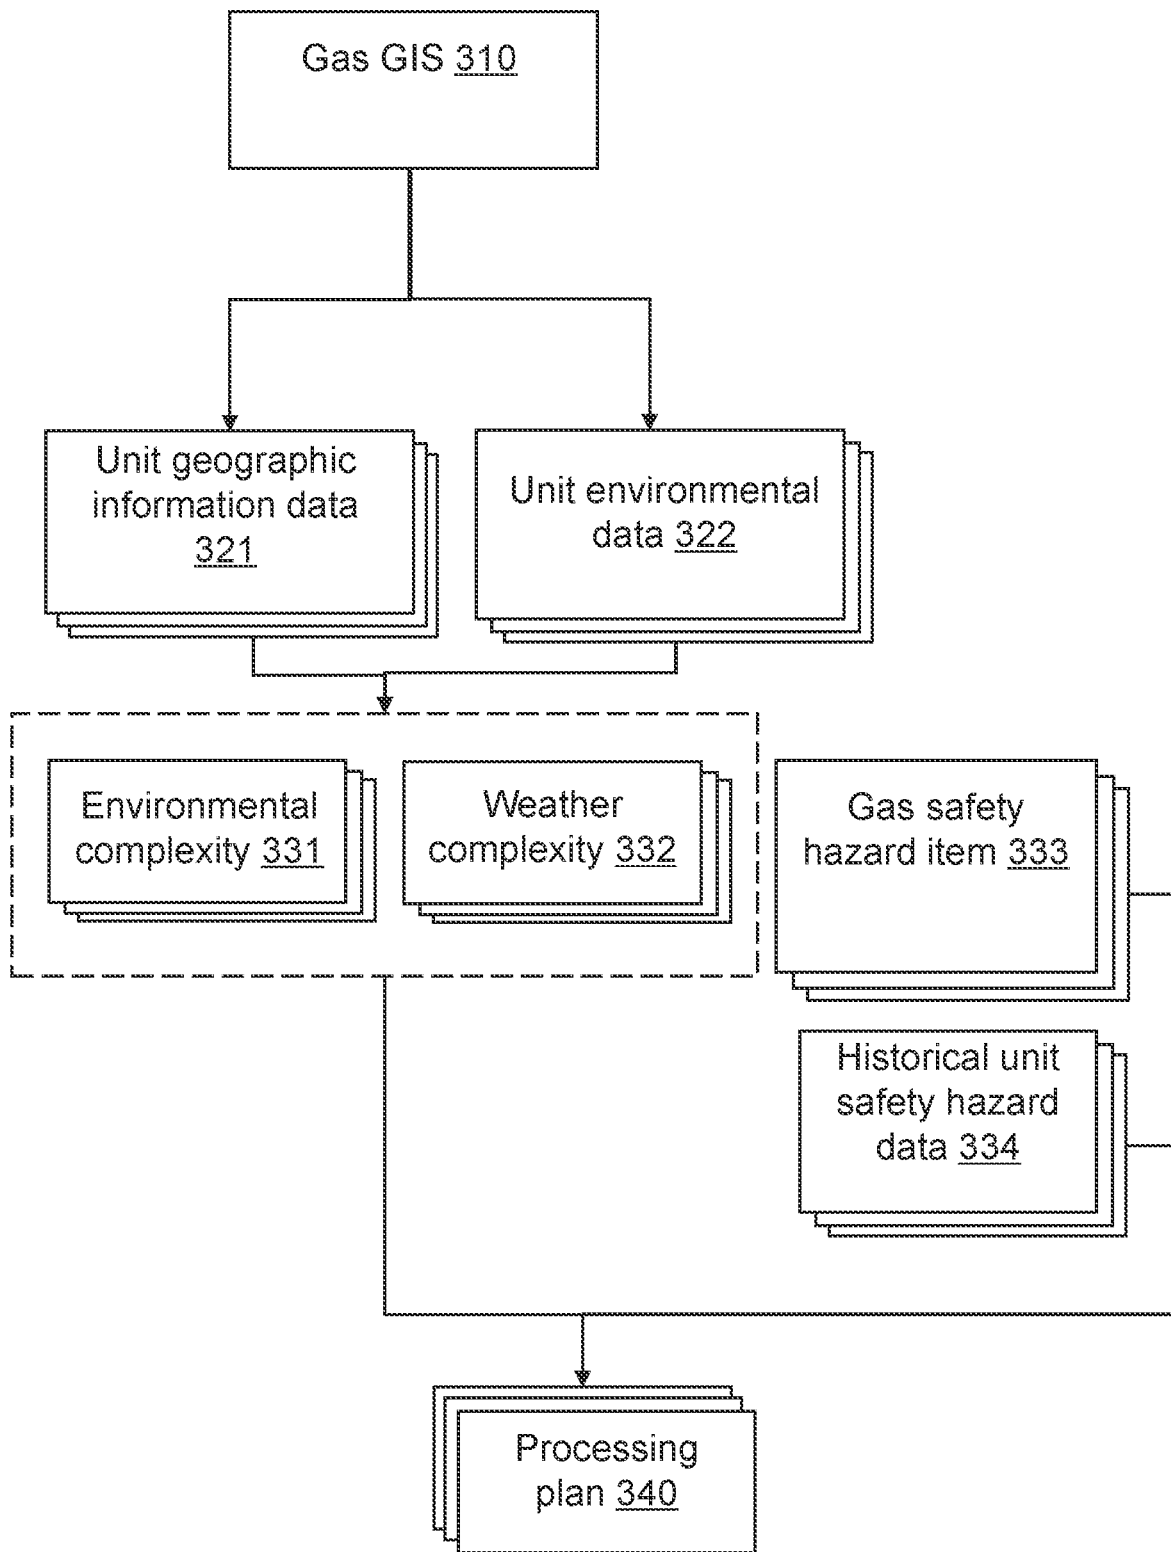 Gas GIS 310
Unit geographic
information data
321
Unit environmental
data 322
Environmental
complexity 331
Weather
complexity 332
Gas safety
hazard item 333
Historical unit
safety hazard
data 334
Processing
plan 340